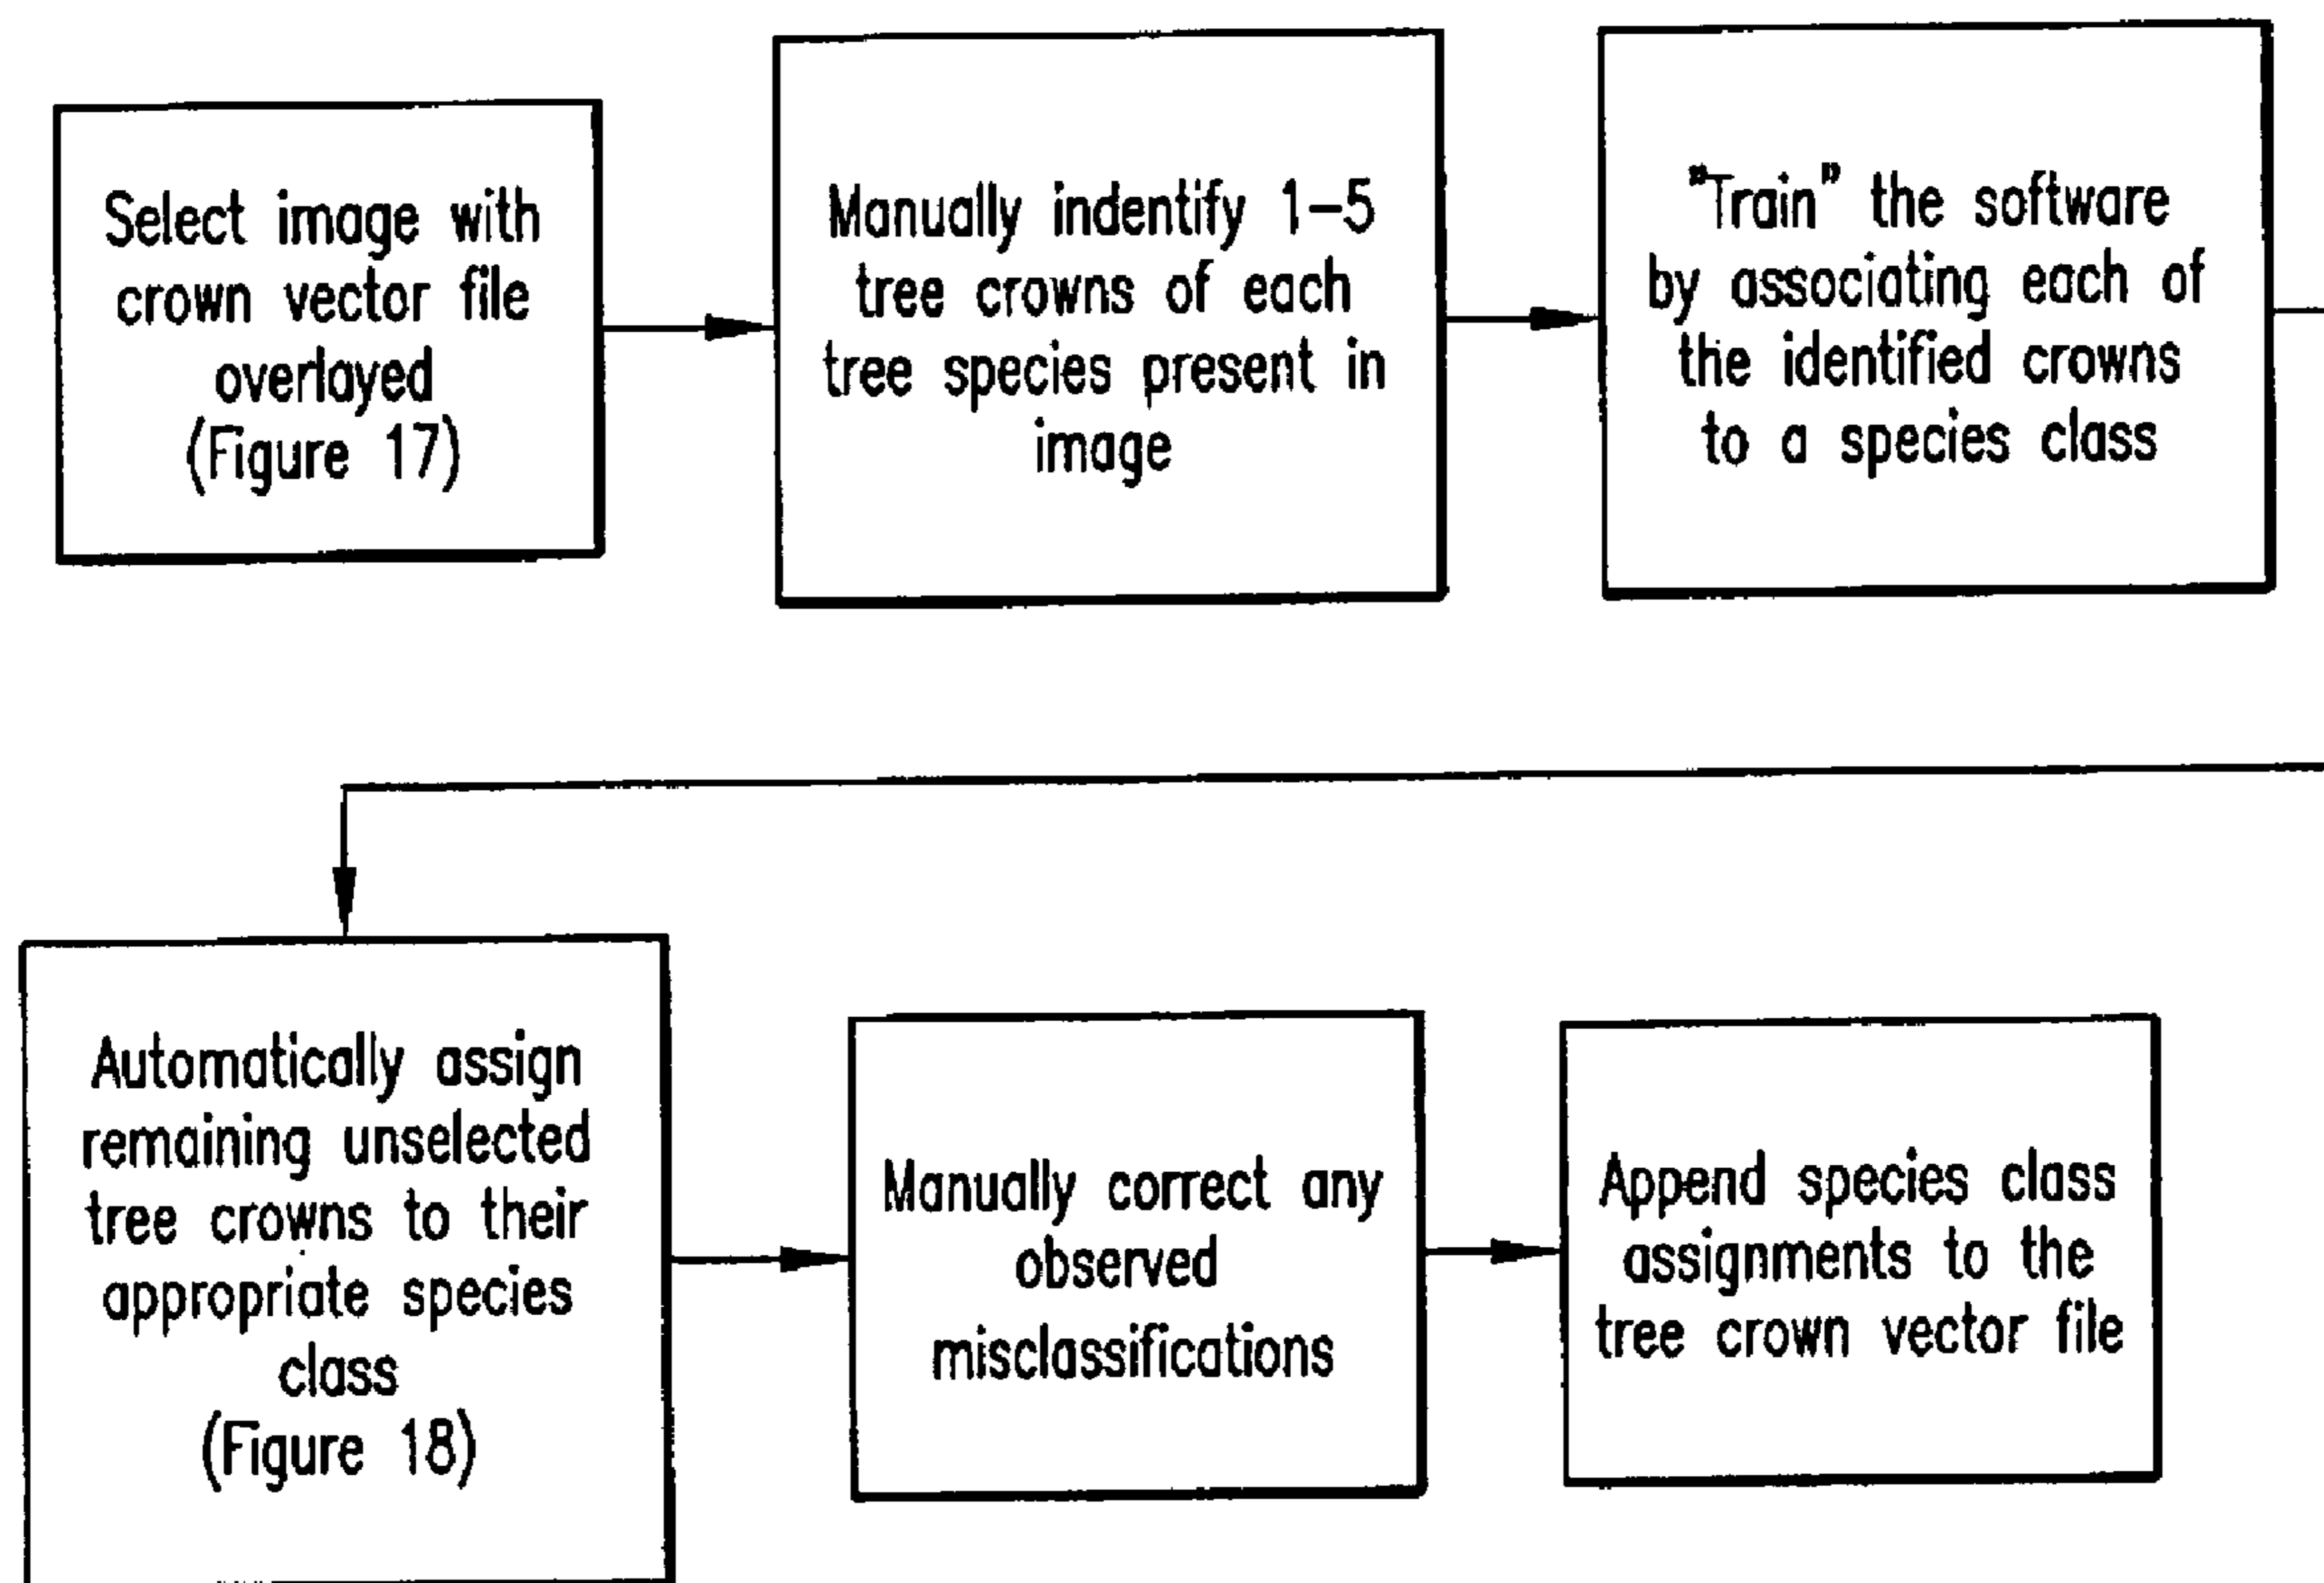 Select image with
crown vector file
overlayed
(Figure 17)
Manually indentify 1–5
tree crowns of each
tree species present in
image
"Train" the software
by associating each of
the identified crowns
to a species class
Automatically assign
remaining unselected
tree crowns to their
appropriate species
class
(Figure 18)
Manually correct any
observed
misclassifications
Append species class
assignments to the
tree crown vector file